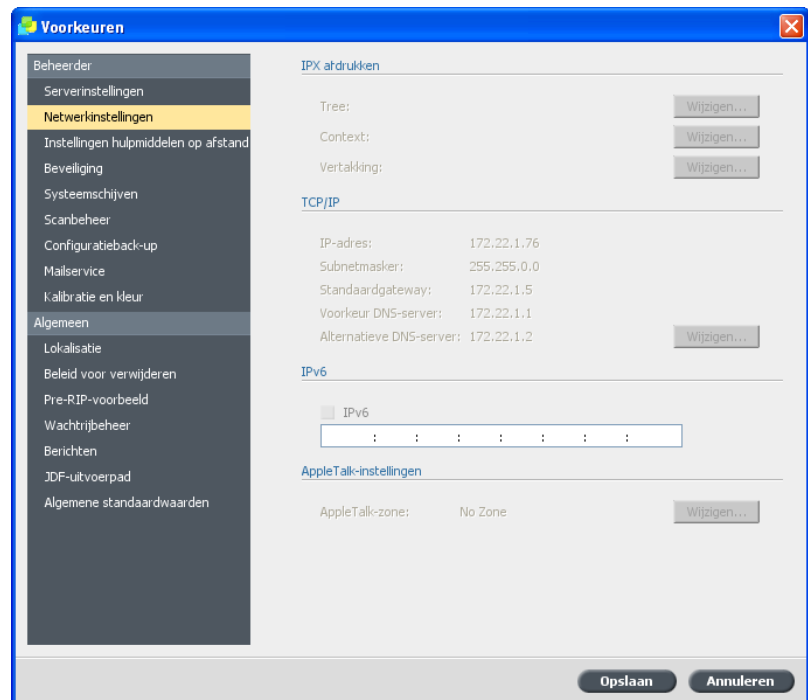 Voorkeuren
Beheerder
Serverinstellingen
Netwerkinstellingen
Instellingen hulpmiddelen op afstand
Beveiliging
Systeemschijven
Scanbeheer
Configuratieback-up
Mailservice
Kalibratie en kleur
Algemeen
Lokalisatie
Beleid voor verwijderen
Pre-RIP-voorbeeld
Wachtrijbeheer
Berichten
JDF-uitvoerpad
Algemene standaardwaarden
IPX afdrukken
Tree: Wijzigen...
Context: Wijzigen...
Vertakking: Wijzigen...
TCP/IP
IP-adres: 172.22.1.76
Subnetmasker: 255.255.0.0
Standaardgateway: 172.22.1.5
Voorkeur DNS-server: 172.22.1.1
Alternatieve DNS-server: 172.22.1.2 Wijzigen...
IPv6
IPv6
: : : : : : :
AppleTalk-instellingen
AppleTalk-zone: No Zone Wijzigen...
Opslaan Annuleren